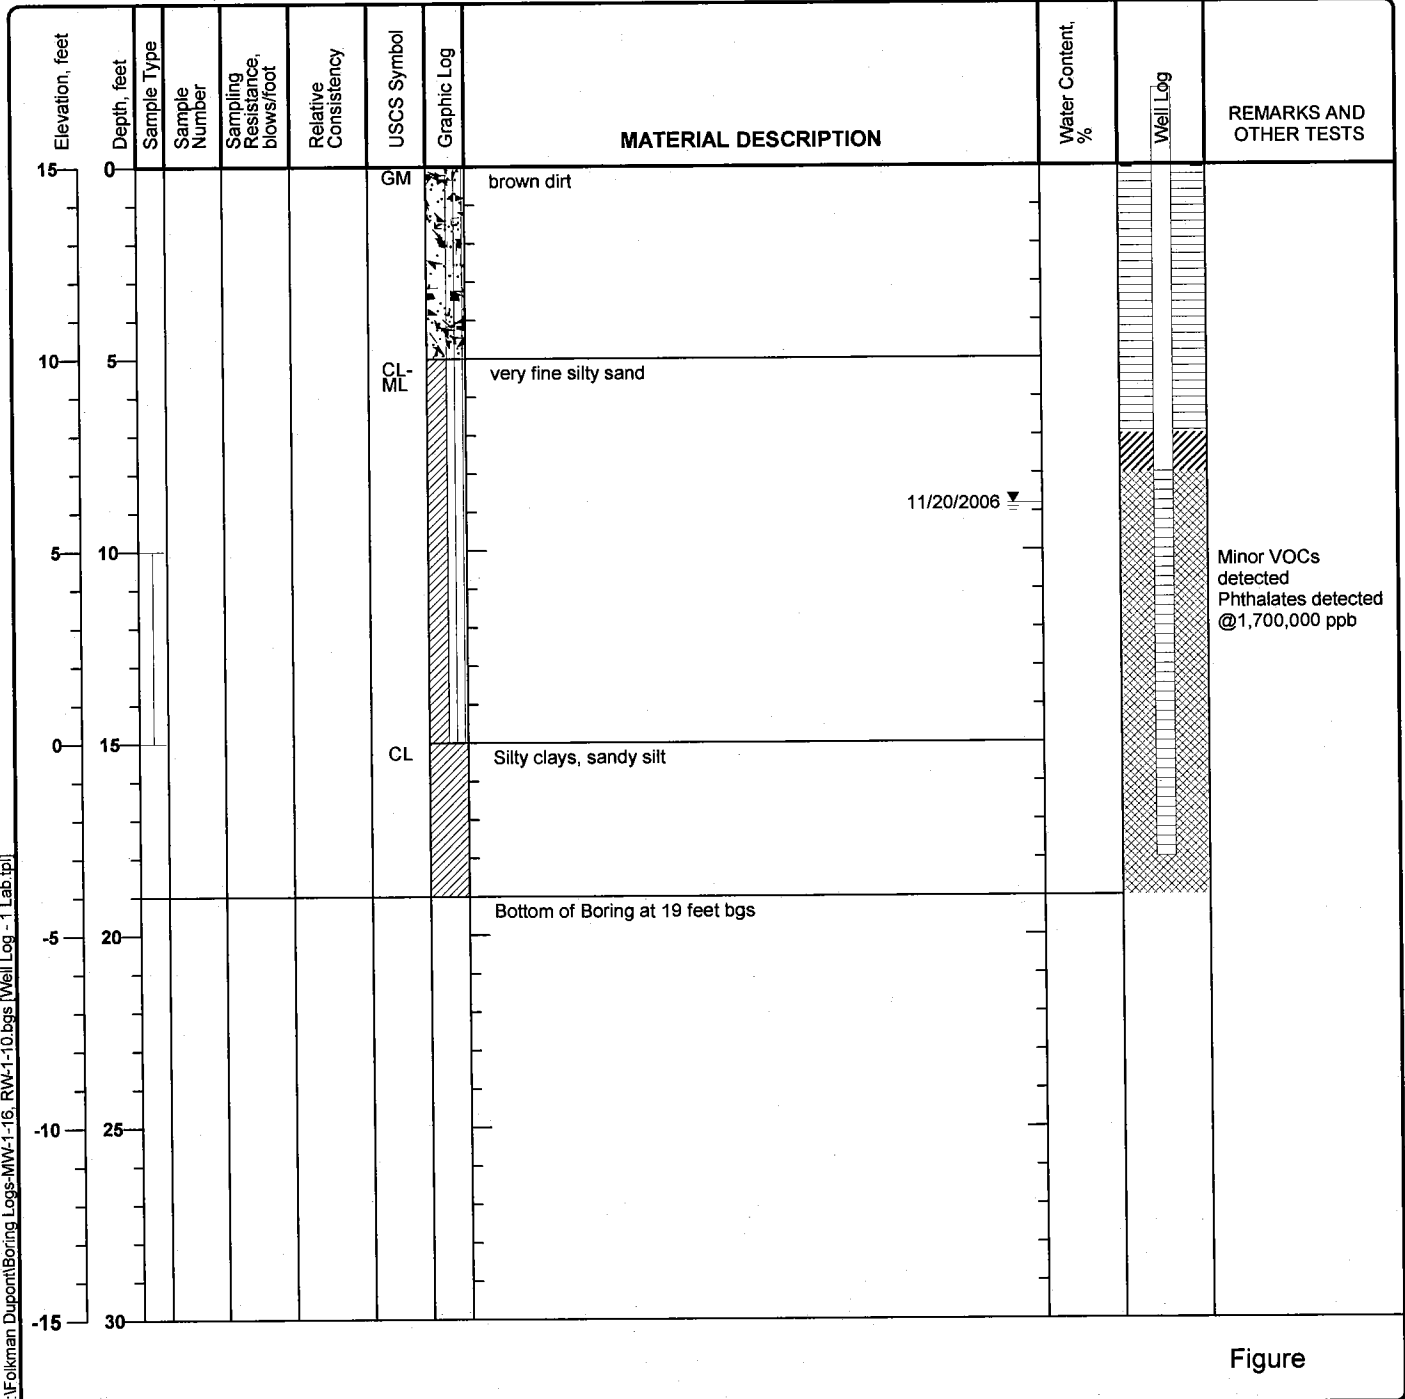 Elevation, feet
Depth, feet
Sample Type
Sample
Number
Sampling
Resistance,
blows/foot
Relative
Consistency
USCS Symbol
Graphic Log
MATERIAL DESCRIPTION
Water Content,
%
Well Log
REMARKS AND
OTHER TESTS
15 0
GM brown dirt
10 5
CL-
ML
very fine silty sand
11/20/2006
5 10
Minor VOCs
detected
Phthalates detected
@1,700,000 ppb
0 15
CL Silty clays, sandy silt
Bottom of Boring at 19 feet bgs
-5 20
-10 25
-15 30
:\Folkman Dupont\Boring Logs-MW-1-16, RW-1-10.bgs [Well Log - 1 Lab.tpl]
Figure